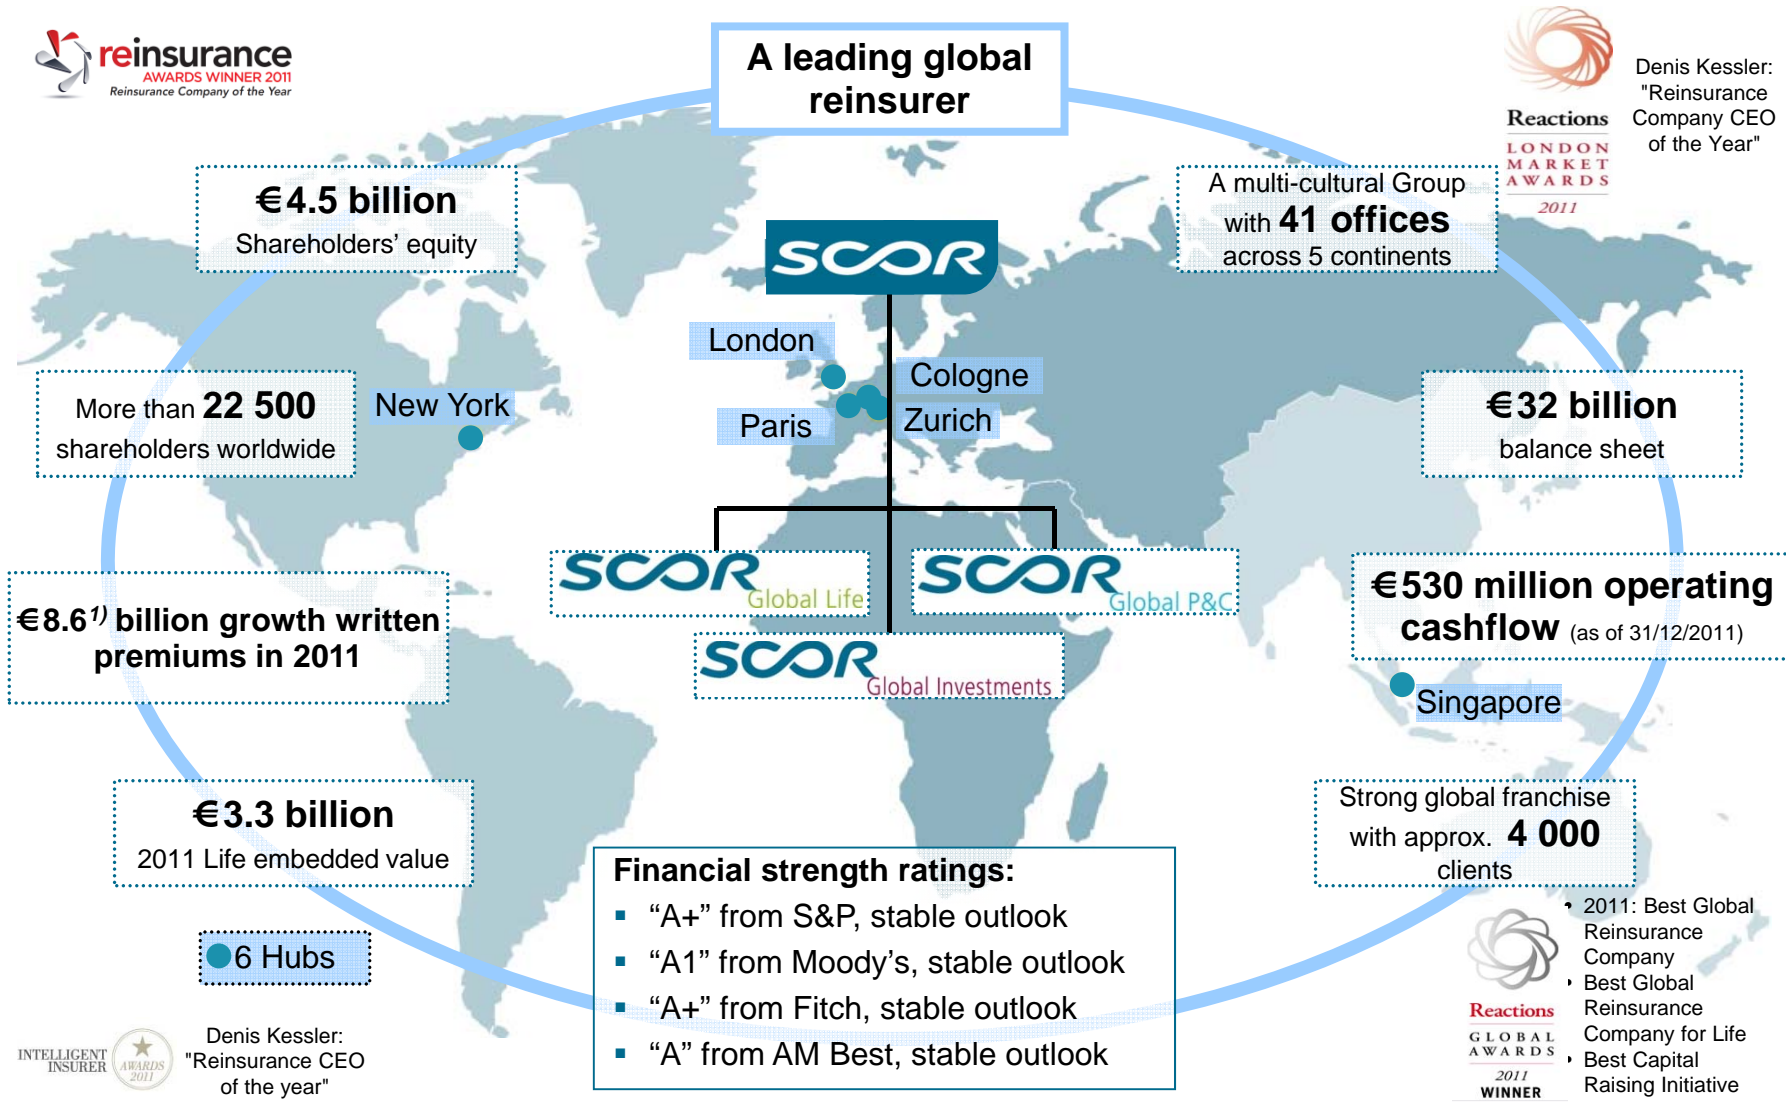 reinsurance
AWARDS WINNER 2011
Reinsurance Company of the Year
A leading global
reinsurer
Reactions
LONDON
MARKET
AWARDS
2011
Denis Kessler:
"Reinsurance
Company CEO
of the Year"
€4.5 billion
Shareholders’ equity
A multi-cultural Group
with 41 offices
across 5 continents
SCOR
London
Cologne
Paris
Zurich
New York
More than 22 500
shareholders worldwide
€32 billion
balance sheet
SCOR
Global Life
SCOR
Global P&C
SCOR
Global Investments
€8.6¹⁾ billion growth written
premiums in 2011
€530 million operating
cashflow (as of 31/12/2011)
Singapore
€3.3 billion
2011 Life embedded value
Strong global franchise
with approx. 4 000
clients
6 Hubs
Financial strength ratings:
▪ “A+” from S&P, stable outlook
▪ “A1” from Moody’s, stable outlook
▪ “A+” from Fitch, stable outlook
▪ “A” from AM Best, stable outlook
INTELLIGENT
INSURER
AWARDS
2011
Denis Kessler:
"Reinsurance CEO
of the year"
Reactions
GLOBAL
AWARDS
2011
WINNER
• 2011: Best Global
Reinsurance
Company
• Best Global
Reinsurance
Company for Life
• Best Capital
Raising Initiative